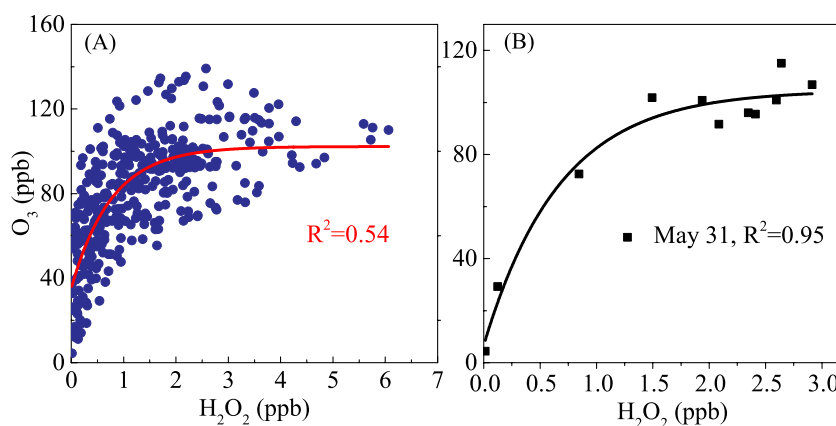 (A)
O₃ (ppb)
160
120
80
40
0
R²=0.54
0 1 2 3 4 5 6 7
H₂O₂ (ppb)
(B)
120
80
40
0
May 31, R²=0.95
0.0 0.5 1.0 1.5 2.0 2.5 3.0
H₂O₂ (ppb)